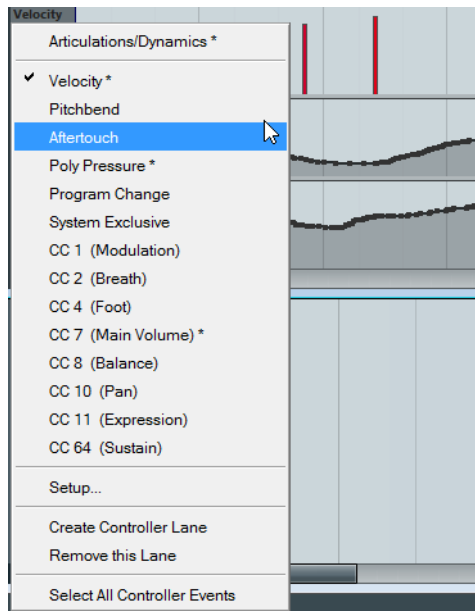 Velocity
Articulations/Dynamics *
Velocity *
Pitchbend
Aftertouch
Poly Pressure *
Program Change
System Exclusive
CC 1 (Modulation)
CC 2 (Breath)
CC 4 (Foot)
CC 7 (Main Volume) *
CC 8 (Balance)
CC 10 (Pan)
CC 11 (Expression)
CC 64 (Sustain)
Setup...
Create Controller Lane
Remove this Lane
Select All Controller Events